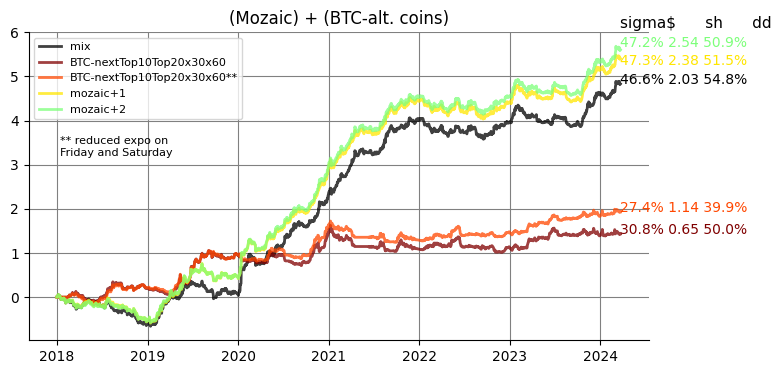 (Mozaic) + (BTC-alt. coins)
sigma$ sh dd
47.2% 2.54 50.9%
47.3% 2.38 51.5%
46.6% 2.03 54.8%
27.4% 1.14 39.9%
30.8% 0.65 50.0%
mix
BTC-nextTop10Top20x30x60
BTC-nextTop10Top20x30x60**
mozaic+1
mozaic+2
** reduced expo on
Friday and Saturday
6
5
4
3
2
1
0
2018 2019 2020 2021 2022 2023 2024